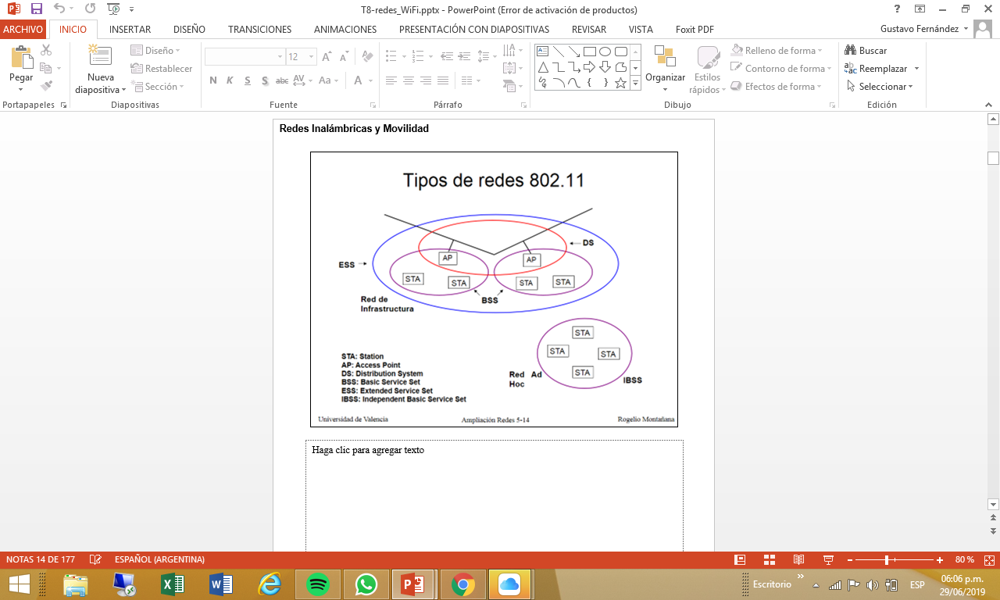 T8-redes_WiFi.pptx - PowerPoint (Error de activación de productos)
ARCHIVO INICIO INSERTAR DISEÑO TRANSICIONES ANIMACIONES PRESENTACIÓN CON DIAPOSITIVAS REVISAR VISTA Foxit PDF Gustavo Fernández
Pegar
Portapapeles
Nueva
diapositiva
Diseño
Restablecer
Sección
Diapositivas
12
N K S S abc AV Aa A
Fuente
Párrafo
Organizar
Estilos
rápidos
Relleno de forma
Contorno de forma
Efectos de forma
Dibujo
Buscar
Reemplazar
Seleccionar
Edición
Redes Inalámbricas y Movilidad
Tipos de redes 802.11
DS
ESS
AP AP
STA STA STA STA
BSS
Red de
Infrastructura
STA
STA STA
STA
Red Ad
Hoc
IBSS
STA: Station
AP: Access Point
DS: Distribution System
BSS: Basic Service Set
ESS: Extended Service Set
IBSS: Independent Basic Service Set
Universidad de Valencia Ampliación Redes 5-14 Rogelio Montañana
Haga clic para agregar texto
NOTAS 14 DE 177 ESPAÑOL (ARGENTINA) 80 %
Escritorio ESP 06:06 p.m.
29/06/2019